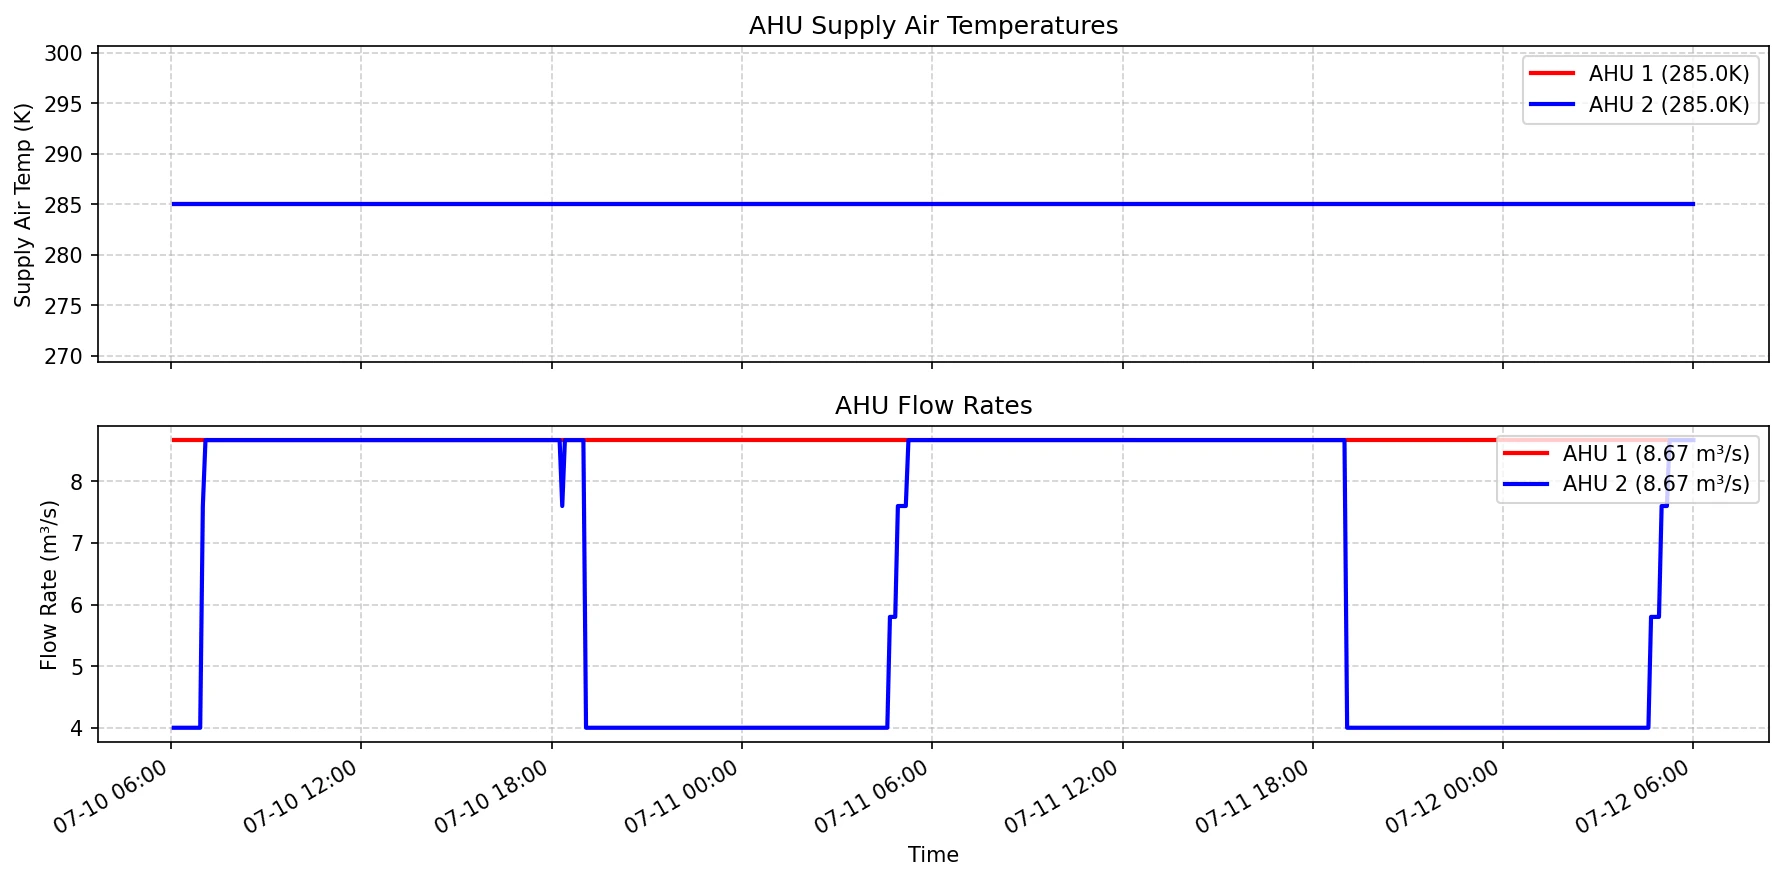 AHU Supply Air Temperatures
Supply Air Temp (K)
300
295
290
285
280
275
270
AHU 1 (285.0K)
AHU 2 (285.0K)
AHU Flow Rates
Flow Rate (m³/s)
8
7
6
5
4
AHU 1 (8.67 m³/s)
AHU 2 (8.67 m³/s)
07-10 06:00
07-10 12:00
07-10 18:00
07-11 00:00
07-11 06:00
07-11 12:00
07-11 18:00
07-12 00:00
07-12 06:00
Time